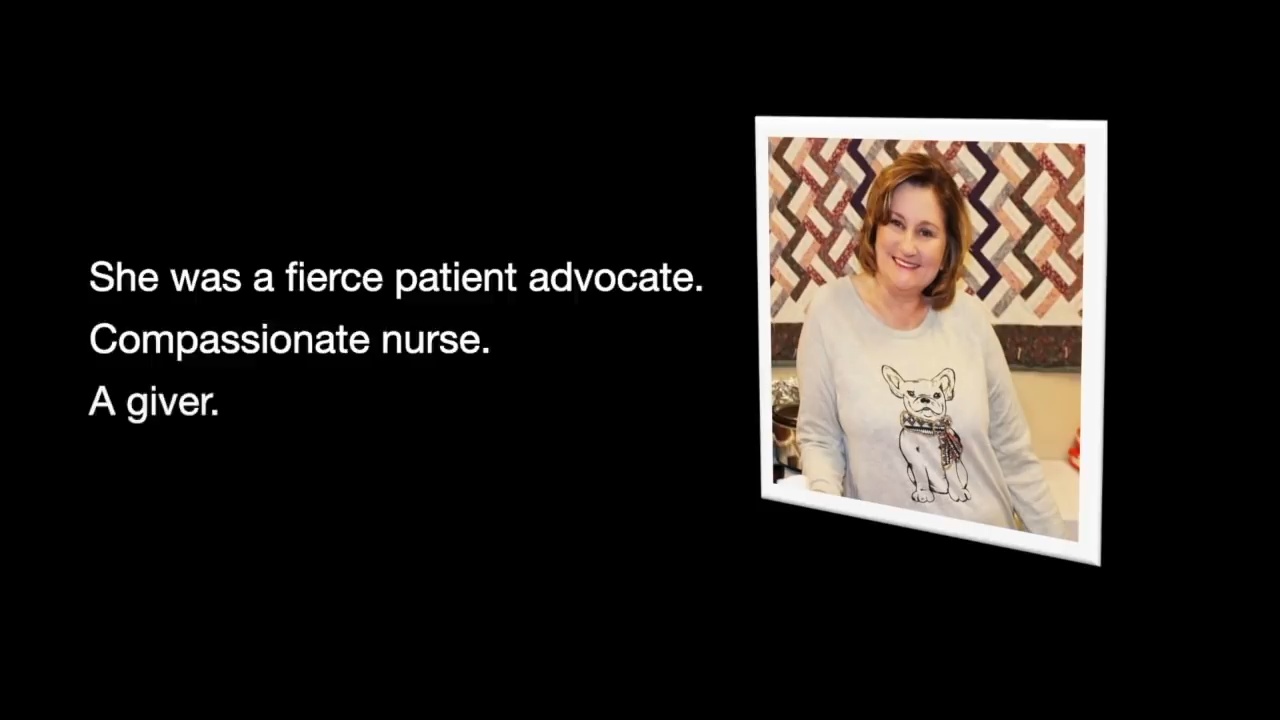 She was a fierce patient advocate.
Compassionate nurse.
A giver.